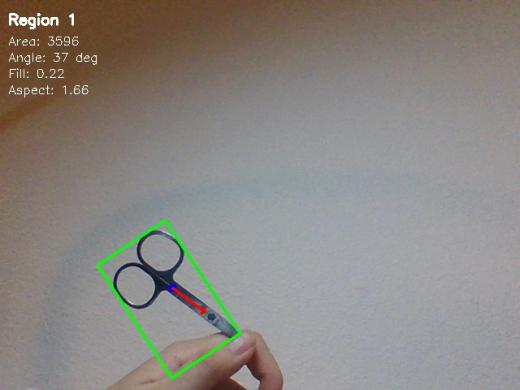 Region 1
Area: 3596
Angle: 37 deg
Fill: 0.22
Aspect: 1.66